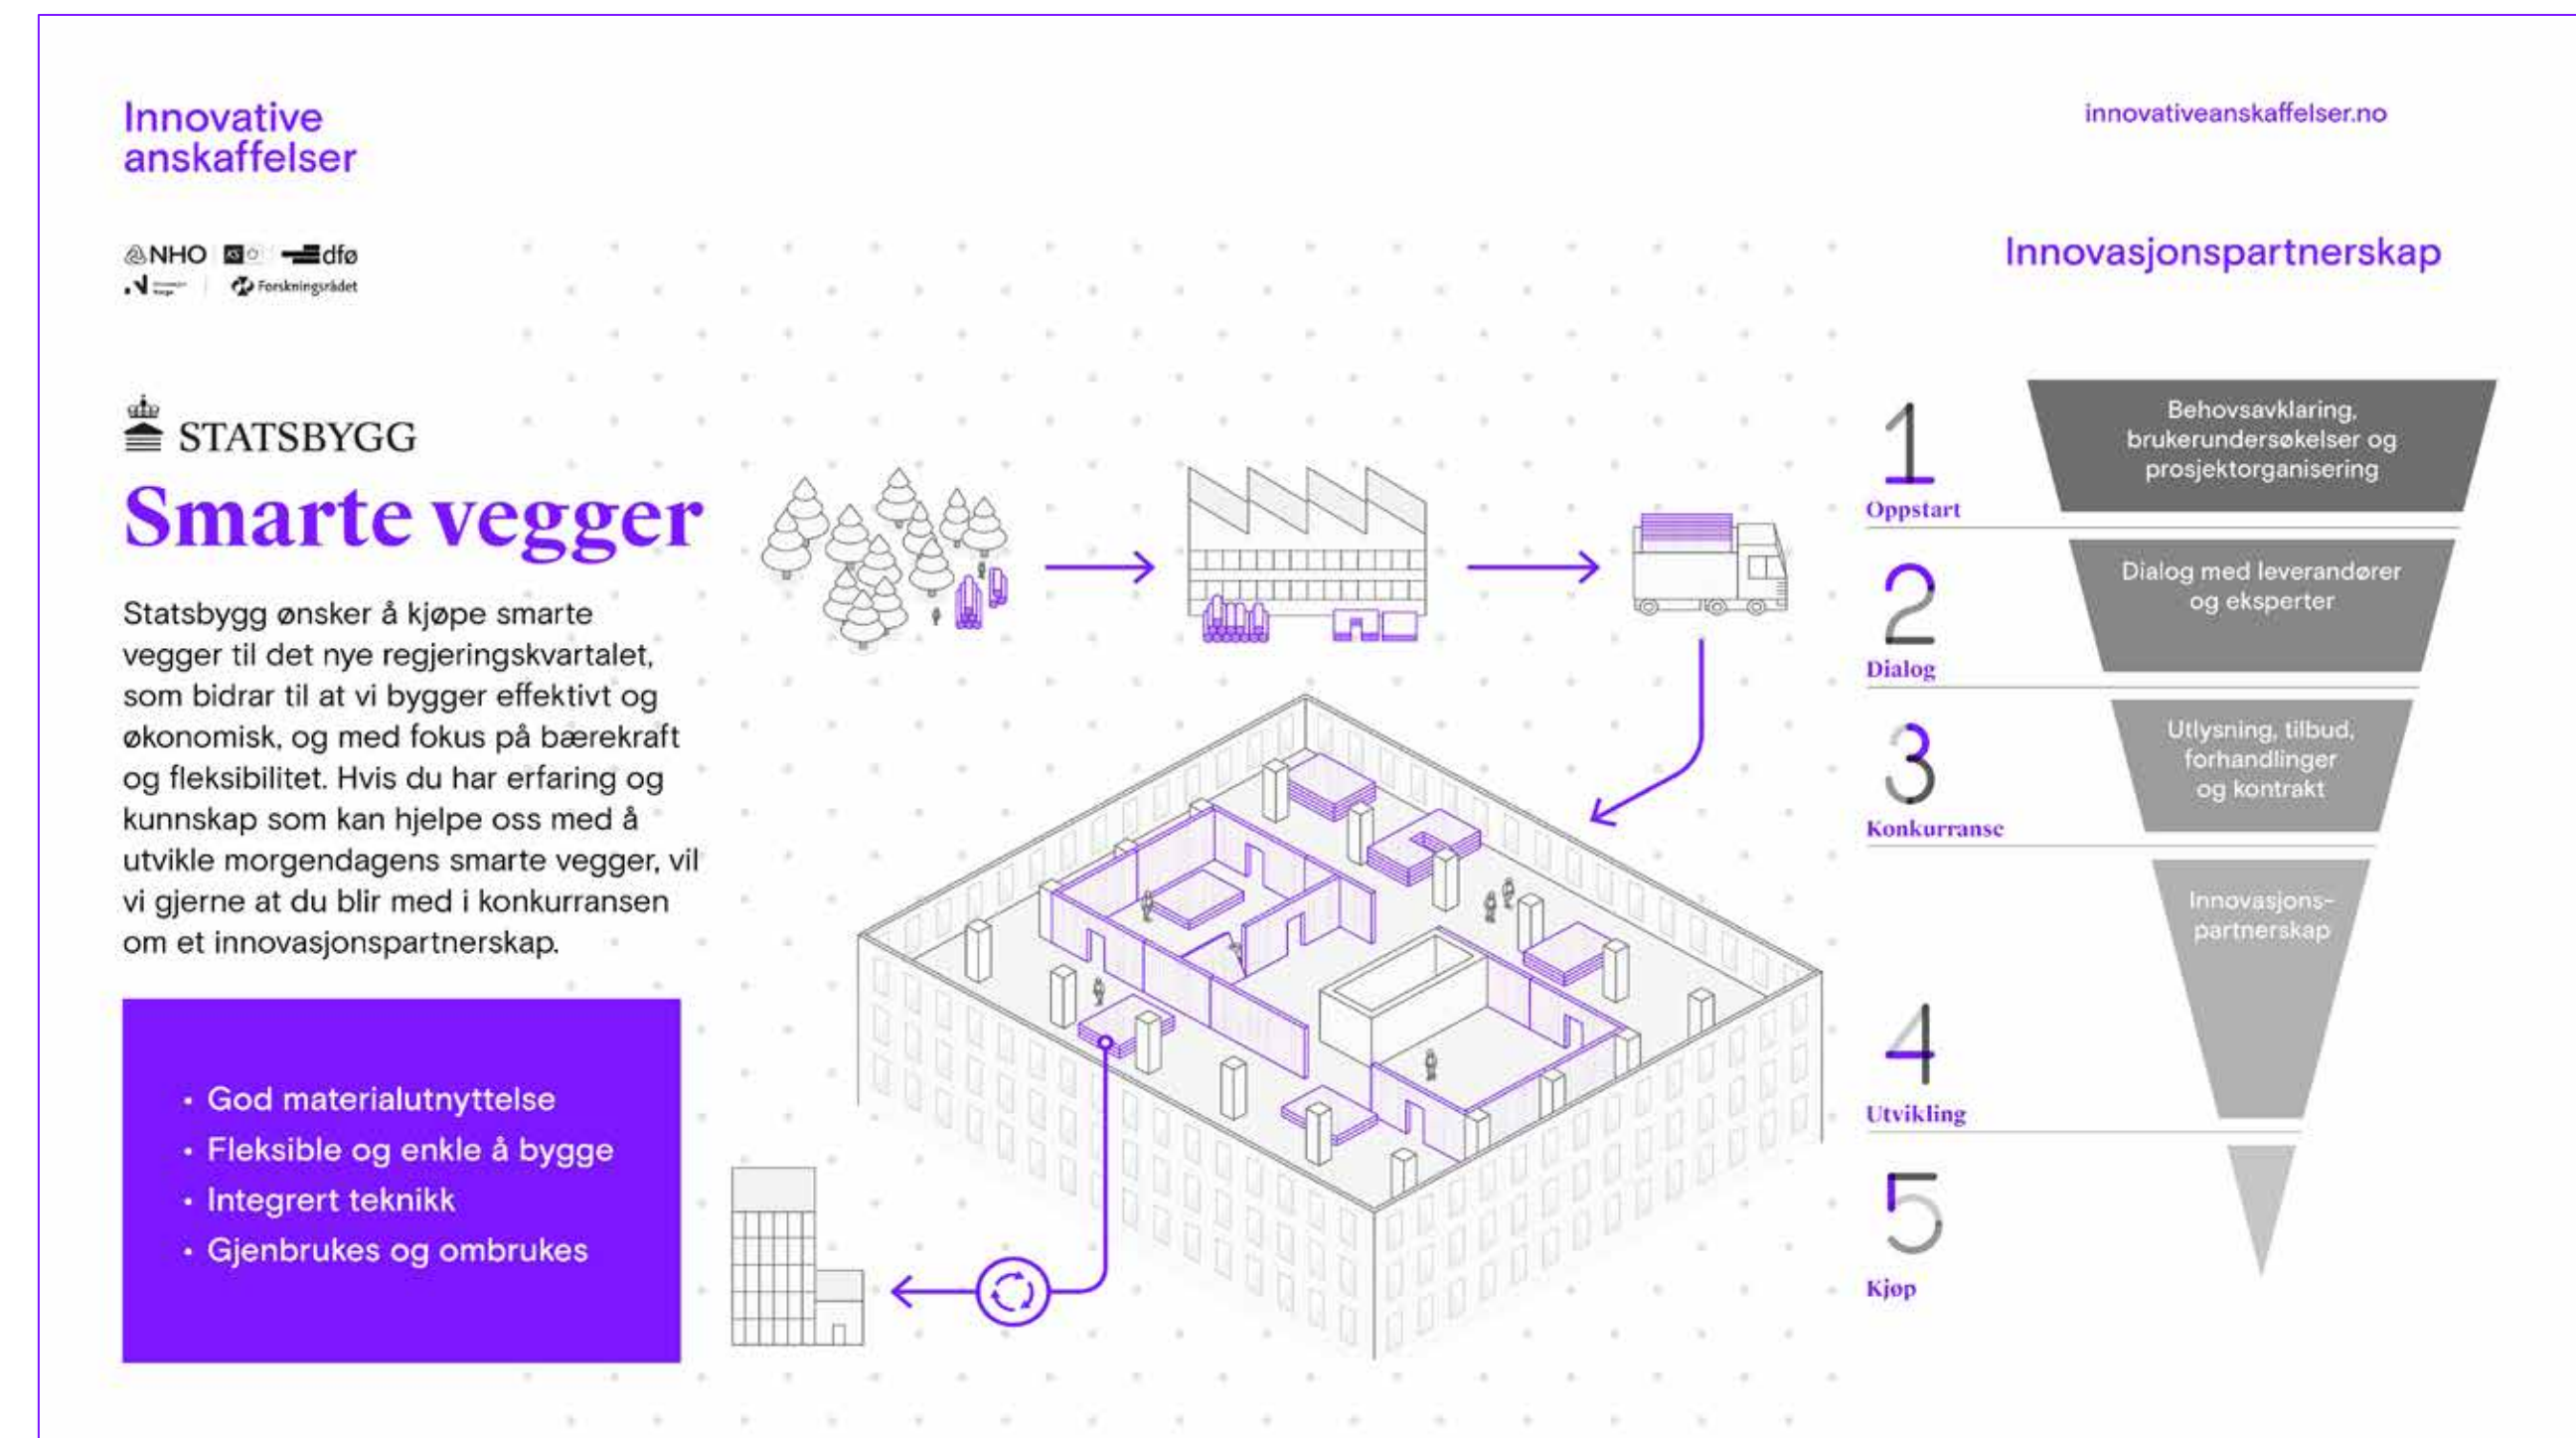 Innovative
anskaffelser
innovativeanskaffelser.no
NHO
KS
dfø
Forskningsrådet
STATSBYGG
Smarte vegger
Statsbygg ønsker å kjøpe smarte
vegger til det nye regjeringskvartalet,
som bidrar til at vi bygger effektivt og
økonomisk, og med fokus på bærekraft
og fleksibilitet. Hvis du har erfaring og
kunnskap som kan hjelpe oss med å
utvikle morgendagens smarte vegger, vil
vi gjerne at du blir med i konkurransen
om et innovasjonspartnerskap.
• God materialutnyttelse
• Fleksible og enkle å bygge
• Integrert teknikk
• Gjenbrukes og ombrukes
Innovasjonspartnerskap
1
Oppstart
Behovsavklaring,
brukerundersøkelser og
prosjektorganisering
2
Dialog
Dialog med leverandører
og eksperter
3
Konkurranse
Utlysning, tilbud,
forhandlinger
og kontrakt
Innovasjons-
partnerskap
4
Utvikling
5
Kjøp